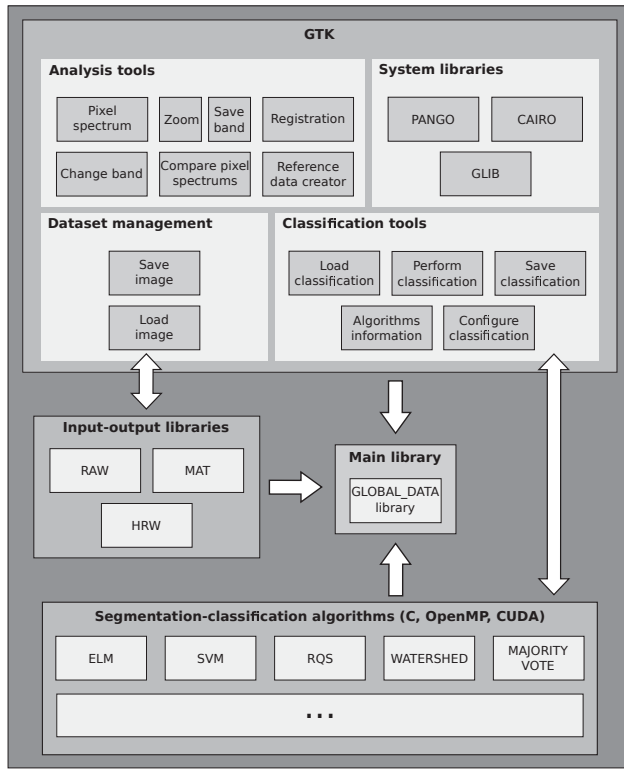 GTK
Analysis tools
Pixel
spectrum
Zoom
Save
band
Registration
Change band
Compare pixel
spectrums
Reference
data creator
System libraries
PANGO
CAIRO
GLIB
Dataset management
Save
image
Load
image
Classification tools
Load
classification
Perform
classification
Save
classification
Algorithms
information
Configure
classification
Input-output libraries
RAW
MAT
HRW
Main library
GLOBAL_DATA
library
Segmentation-classification algorithms (C, OpenMP, CUDA)
ELM
SVM
RQS
WATERSHED
MAJORITY
VOTE
...